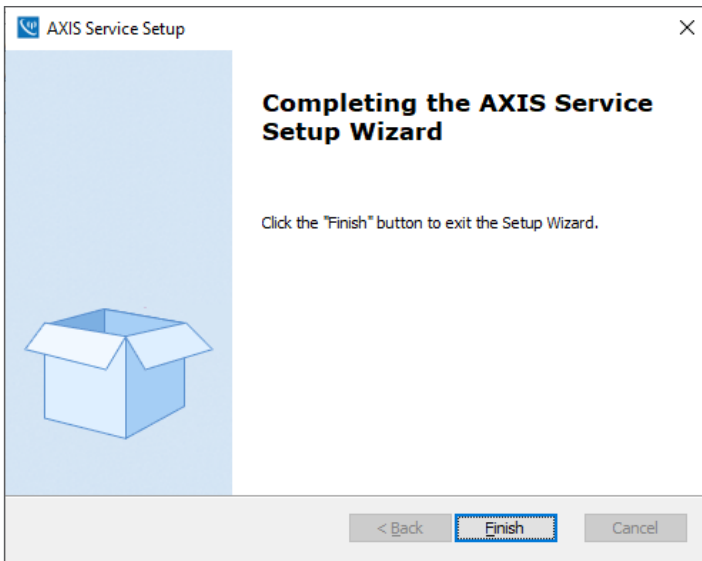 AXIS Service Setup
Completing the AXIS Service
Setup Wizard
Click the "Finish" button to exit the Setup Wizard.
< Back
Finish
Cancel